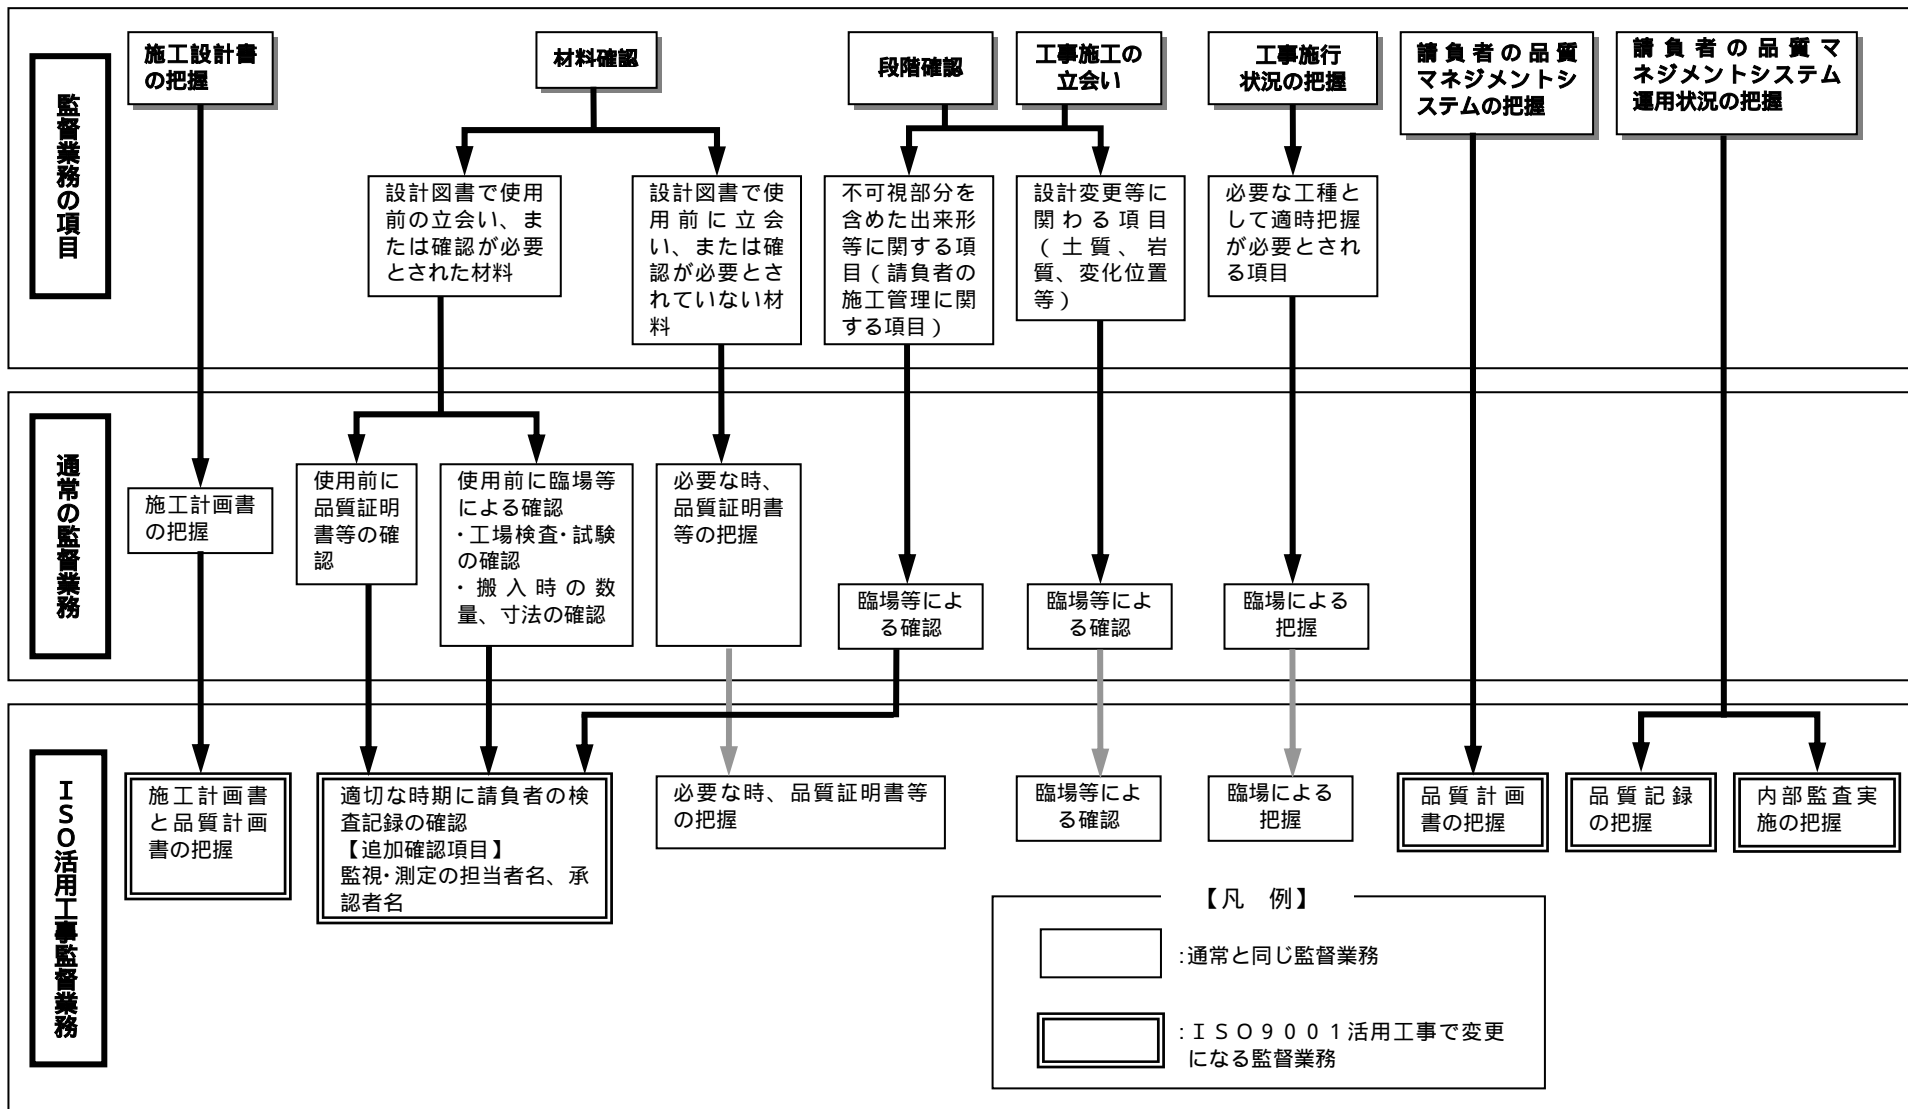 監督業務の項目
施工設計書
の把握
材料確認
段階確認
工事施工の
立会い
工事施行
状況の把握
請負者の品質
マネジメントシ
ステムの把握
請負者の品質マ
ネジメントシステム
運用状況の把握
設計図書で使用
前の立会い、ま
たは確認が必要
とされた材料
設計図書で使
用前に立会
い、または確
認が必要とさ
れていない材
料
不可視部分を
含めた出来形
等に関する項
目(請負者の
施工管理に関
する項目)
設計変更等に
関わる項目
(土質、岩
質、変化位置
等)
必要な工種と
して適時把握
が必要とされ
る項目
通常の監督業務
施工計画書
の把握
使用前に
品質証明
書等の確
認
使用前に臨場等
による確認
・工場検査・試験
の確認
・搬入時の数
量、寸法の確認
必要な時、
品質証明書
等の把握
臨場等によ
る確認
臨場等によ
る確認
臨場による
把握
ISO活用工事監督業務
施工計画書
と品質計画
書の把握
適切な時期に請負者の検
査記録の確認
【追加確認項目】
監視・測定の担当者名、承
認者名
必要な時、品質証明書等
の把握
臨場等によ
る確認
臨場による
把握
品質計画
書の把握
品質記録
の把握
内部監査実
施の把握
【凡 例】
:通常と同じ監督業務
:ISO9001活用工事で変更
になる監督業務